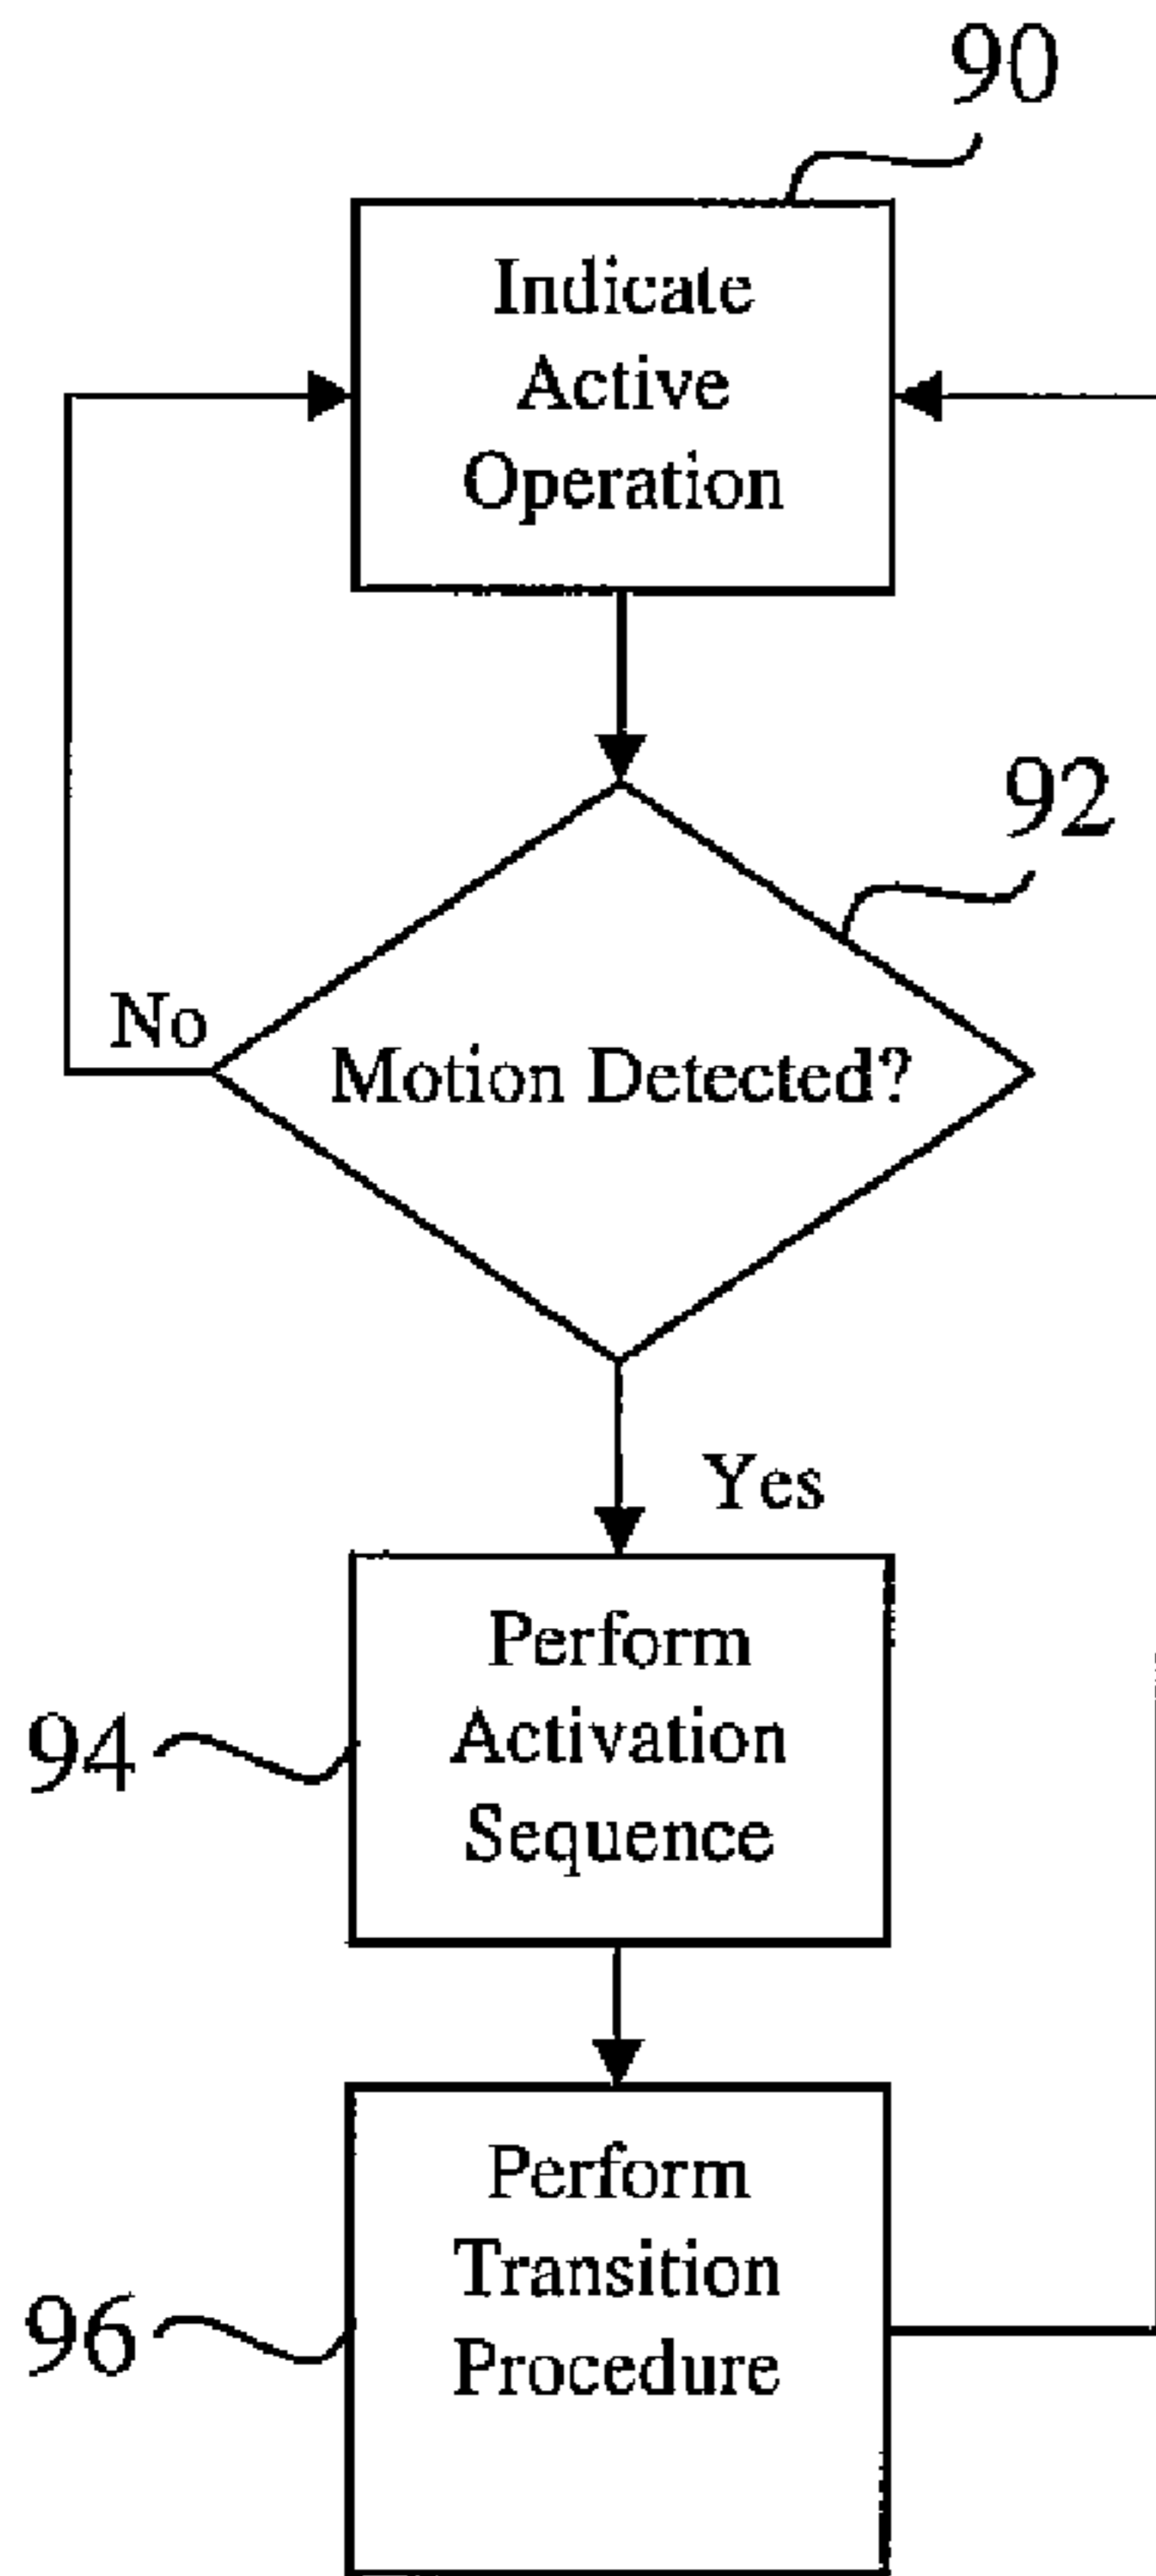 90
Indicate
Active
Operation
92
No
Motion Detected?
Yes
Perform
Activation
Sequence
94
Perform
Transition
Procedure
96